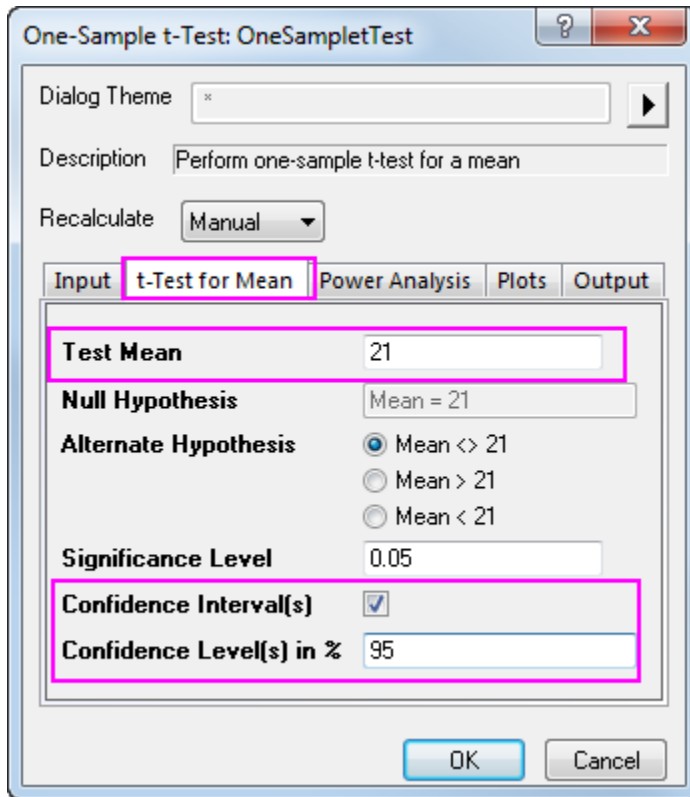 One-Sample t-Test: OneSampletTest
Dialog Theme *
Description Perform one-sample t-test for a mean
Recalculate Manual
Input t-Test for Mean Power Analysis Plots Output
Test Mean 21
Null Hypothesis Mean = 21
Alternate Hypothesis Mean <> 21
Mean > 21
Mean < 21
Significance Level 0.05
Confidence Interval(s)
Confidence Level(s) in % 95
OK Cancel